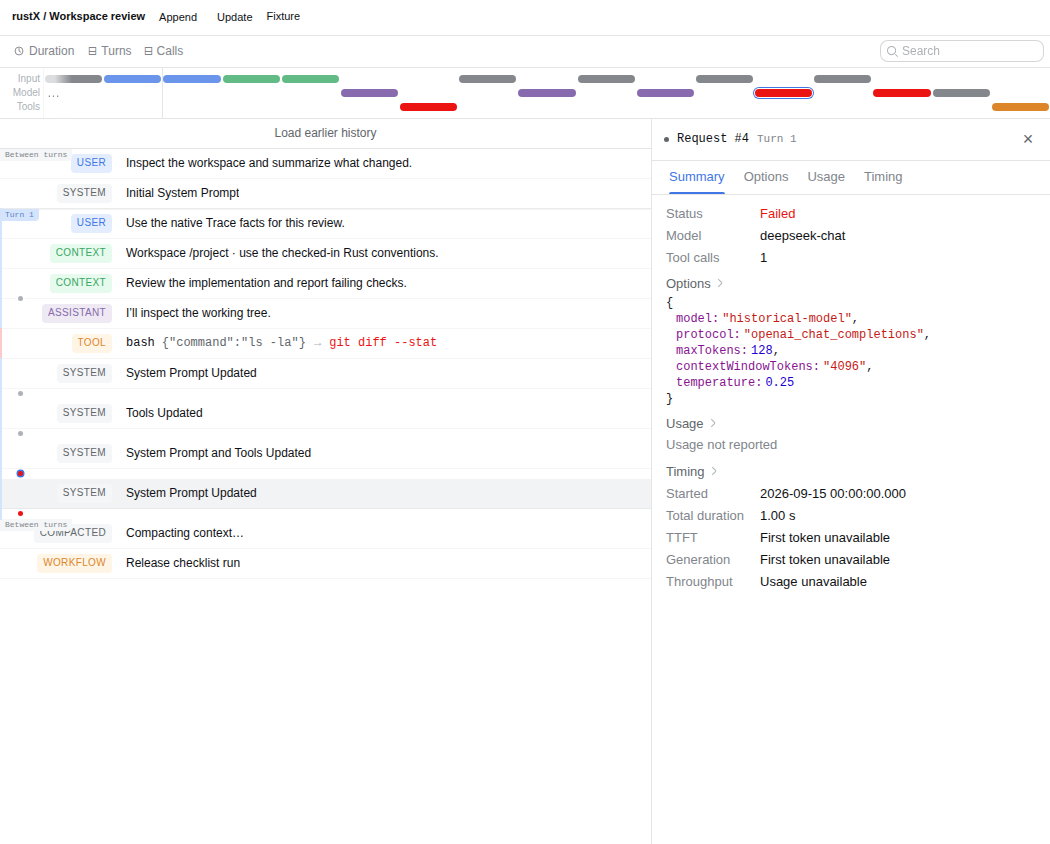 rustX / Workspace review Append Update Fixture
Duration Turns Calls Search
Input
Model ...
Tools
Load earlier history
Between turns
USER Inspect the workspace and summarize what changed.
SYSTEM Initial System Prompt
Turn 1
USER Use the native Trace facts for this review.
CONTEXT Workspace /project · use the checked-in Rust conventions.
CONTEXT Review the implementation and report failing checks.
ASSISTANT I'll inspect the working tree.
TOOL bash {"command":"ls -la"} → git diff --stat
SYSTEM System Prompt Updated
SYSTEM Tools Updated
SYSTEM System Prompt and Tools Updated
SYSTEM System Prompt Updated
Between turns
COMPACTED Compacting context…
WORKFLOW Release checklist run
Request #4 Turn 1 ×
Summary Options Usage Timing
Status Failed
Model deepseek-chat
Tool calls 1
Options
{
model: "historical-model",
protocol: "openai_chat_completions",
maxTokens: 128,
contextWindowTokens: "4096",
temperature: 0.25
}
Usage
Usage not reported
Timing
Started 2026-09-15 00:00:00.000
Total duration 1.00 s
TTFT First token unavailable
Generation First token unavailable
Throughput Usage unavailable